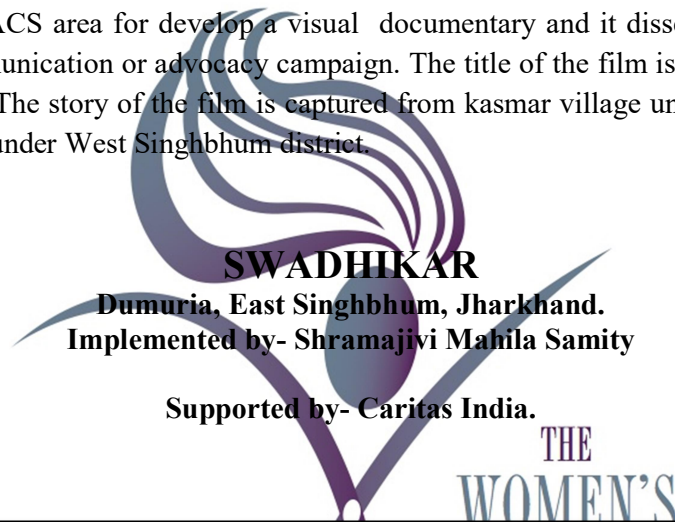 ACS area for develop a visual documentary and it disse
unication or advocacy campaign. The title of the film is
The story of the film is captured from kasmar village un
under West Singhbhum district.
SWADHIKAR
Dumuria, East Singhbhum, Jharkhand.
Implemented by- Shramajivi Mahila Samity
Supported by- Caritas India.
THE
WOMEN'S